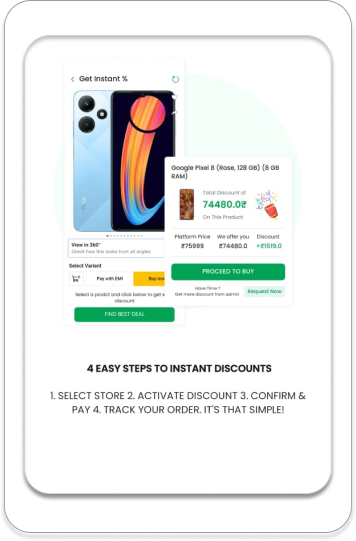 Get Instant %
Google Pixel 8 (Rose, 128 GB) (8 GB
RAM)
Total Discount of
74480.0₹
On This Product
Platform Price We offer you Discount
₹75999 ₹74480.0 +₹1519.0
PROCEED TO BUY
Have Time ?
Get more discount from admin
Request Now
View in 360°
Check how this looks from all angles
Select Variant
Pay with EMI
Buy now
Select a product and click below to get
discount
FIND BEST DEAL
4 EASY STEPS TO INSTANT DISCOUNTS
1. SELECT STORE 2. ACTIVATE DISCOUNT 3. CONFIRM &
PAY 4. TRACK YOUR ORDER. IT'S THAT SIMPLE!